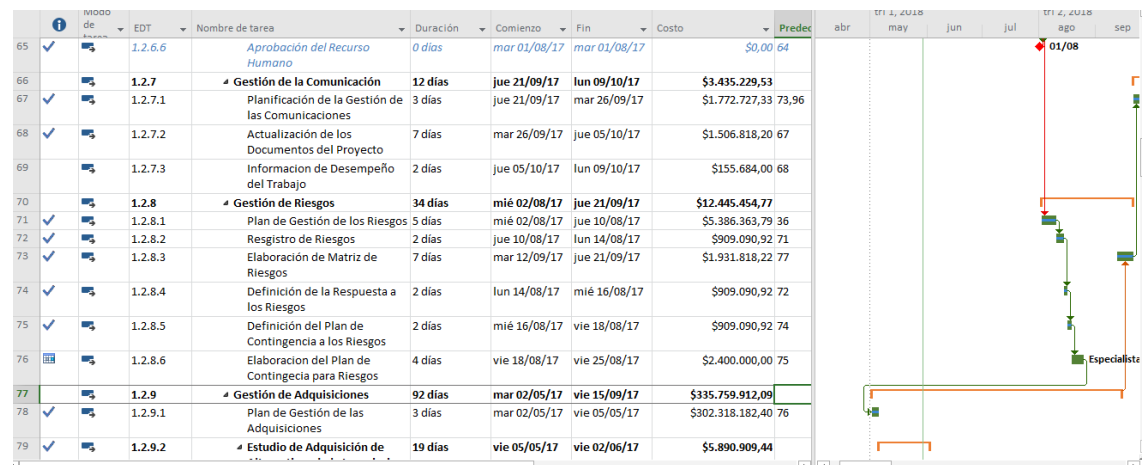 Modo de tarea EDT Nombre de tarea Duración Comienzo Fin Costo Predec
tri 1, 2018 tri 2, 2018
abr may jun jul ago sep
65 1.2.6.6 Aprobación del Recurso 0 días mar 01/08/17 mar 01/08/17 $0,00 64 01/08
Humano
66 1.2.7 Gestión de la Comunicación 12 días jue 21/09/17 lun 09/10/17 $3.435.229,53
67 1.2.7.1 Planificación de la Gestión de 3 días jue 21/09/17 mar 26/09/17 $1.772.727,33 73,96
las Comunicaciones
68 1.2.7.2 Actualización de los 7 días mar 26/09/17 jue 05/10/17 $1.506.818,20 67
Documentos del Proyecto
69 1.2.7.3 Informacion de Desempeño 2 días jue 05/10/17 lun 09/10/17 $155.684,00 68
del Trabajo
70 1.2.8 Gestión de Riesgos 34 días mié 02/08/17 jue 21/09/17 $12.445.454,77
71 1.2.8.1 Plan de Gestión de los Riesgos 5 días mié 02/08/17 jue 10/08/17 $5.386.363,79 36
72 1.2.8.2 Resgistro de Riesgos 2 días jue 10/08/17 lun 14/08/17 $909.090,92 71
73 1.2.8.3 Elaboración de Matriz de 7 días mar 12/09/17 jue 21/09/17 $1.931.818,22 77
Riesgos
74 1.2.8.4 Definición de la Respuesta a 2 días lun 14/08/17 mié 16/08/17 $909.090,92 72
los Riesgos
75 1.2.8.5 Definición del Plan de 2 días mié 16/08/17 vie 18/08/17 $909.090,92 74
Contingencia a los Riesgos
76 1.2.8.6 Elaboracion del Plan de 4 días vie 18/08/17 vie 25/08/17 $2.400.000,00 75 Especialista
Contingecia para Riesgos
77 1.2.9 Gestión de Adquisiciones 92 días mar 02/05/17 vie 15/09/17 $335.759.912,09
78 1.2.9.1 Plan de Gestión de las 3 días mar 02/05/17 vie 05/05/17 $302.318.182,40 76
Adquisiciones
79 1.2.9.2 Estudio de Adquisición de 19 días vie 05/05/17 vie 02/06/17 $5.890.909,44